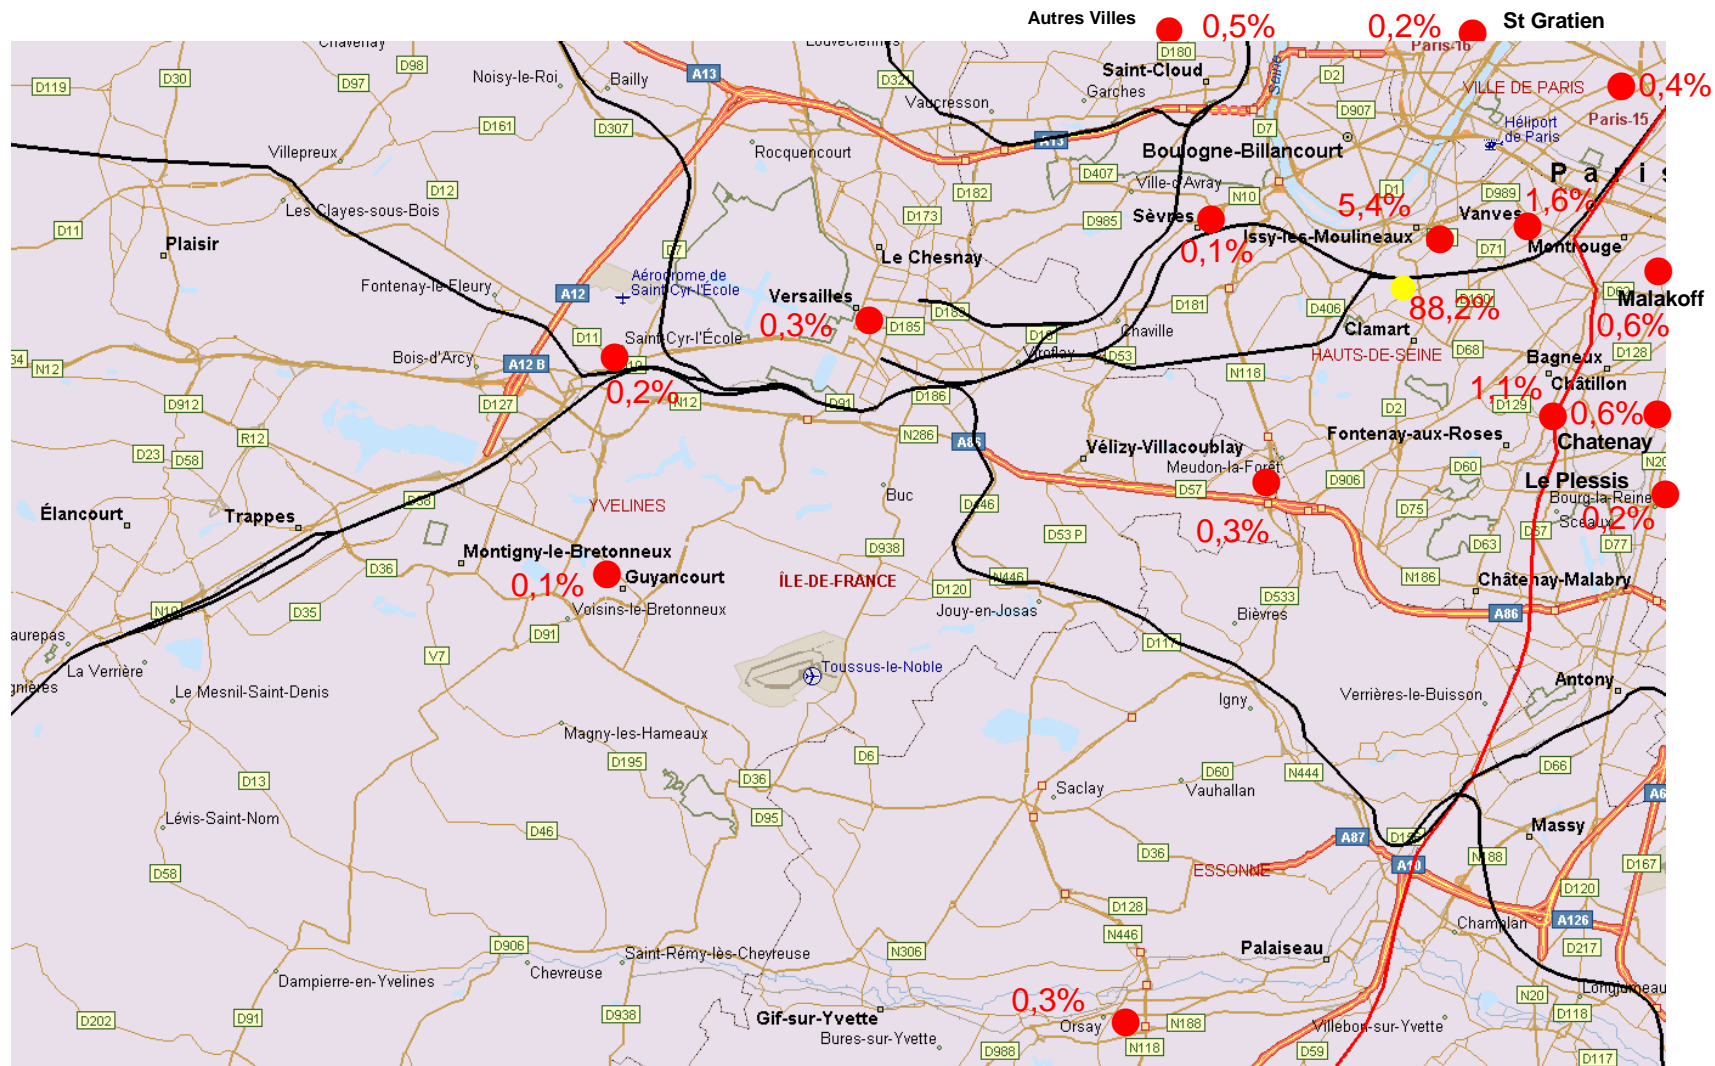 Autres Villes
0,5%
0,2%
St Gratien
Chavenay
Louveciennes
D180
Paris-16
D119
D30
D97
D98
Noisy-le-Roi
Bailly
A13
D321
Saint-Cloud
Garches
Seine
D2
VILLE DE PARIS
0,4%
Vaucresson
D907
Paris-15
D161
D307
A13
D7
Héliport
de Paris
Villepreux
Rocquencourt
Boulogne-Billancourt
D12
D407
Paris
D182
Ville-d'Avray
N10
D1
D989
Les Clayes-sous-Bois
D173
D985
Sèvres
5,4%
Vanves
1,6%
D11
Plaisir
D7
Le Chesnay
0,1%
Issy-les-Moulineaux
D71
Montrouge
Aérodrome de
Saint-Cyr-l'École
Fontenay-le-Fleury
A12
Versailles
D181
D406
88,2%
Malakoff
0,3%
D185
Chaville
Clamart
0,6%
D11
Saint-Cyr-l'École
Viroflay
D53
HAUTS-DE-SEINE
D68
D128
Bagneux
N12
Bois-d'Arcy
A12 B
N118
Châtillon
0,2%
N12
D91
D186
1,1%
D912
D127
D2
D129
0,6%
R12
N286
A86
Vélizy-Villacoublay
Fontenay-aux-Roses
Chatenay
D23
D58
Meudon-la-Forêt
D60
D57
D906
Le Plessis
Bourg-la-Reine
Buc
YVELINES
D446
D75
0,2%
Sceaux
Élancourt
Trappes
0,3%
D53 P
D67
D63
D77
Montigny-le-Bretonneux
D938
D36
0,1%
Guyancourt
ÎLE-DE-FRANCE
D120
N446
N186
Châtenay-Malabry
N10
D35
Voisins-le-Bretonneux
Jouy-en-Josas
D533
A86
Bièvres
D91
D117
La Verrière
V7
Toussus-le-Noble
Le Mesnil-Saint-Denis
Igny
Verrières-le-Buisson
Antony
Magny-les-Hameaux
D6
D195
D13
D36
D60
N444
D66
Saclay
Vauhallan
Lévis-Saint-Nom
D95
D46
A87
Massy
D36
N188
D167
D58
ESSONNE
A10
D120
D128
Champlan
A126
D906
N446
N306
Palaiseau
D217
Saint-Rémy-lès-Chevreuse
Chevreuse
Dampierre-en-Yvelines
N20
Longjumeau
0,3%
D202
D91
D938
Gif-sur-Yvette
Orsay
N188
Villebon-sur-Yvette
D118
Bures-sur-Yvette
D988
N118
D59
D117